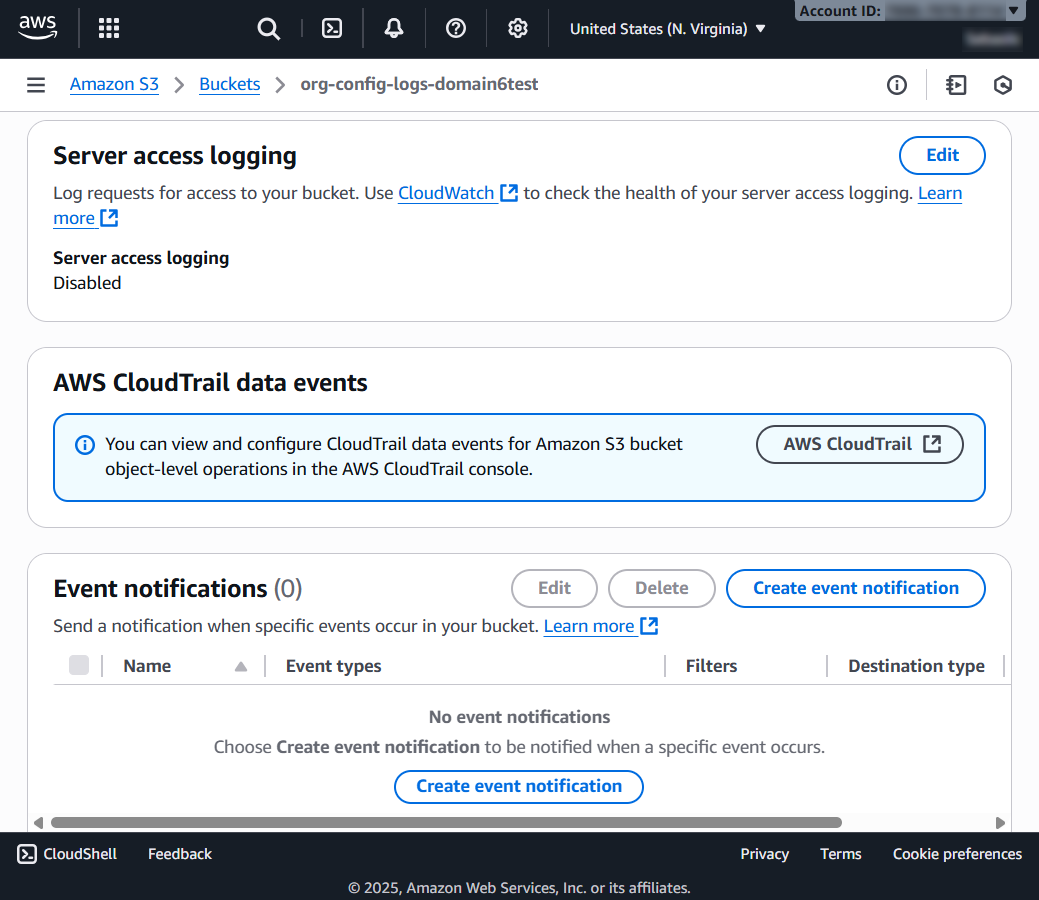 aws
United States (N. Virginia)
Account ID:
Amazon S3 > Buckets > org-config-logs-domain6test
Server access logging
Edit
Log requests for access to your bucket. Use CloudWatch to check the health of your server access logging. Learn
more
Server access logging
Disabled
AWS CloudTrail data events
You can view and configure CloudTrail data events for Amazon S3 bucket
object-level operations in the AWS CloudTrail console.
AWS CloudTrail
Event notifications (0)
Edit
Delete
Create event notification
Send a notification when specific events occur in your bucket. Learn more
Name
Event types
Filters
Destination type
No event notifications
Choose Create event notification to be notified when a specific event occurs.
Create event notification
CloudShell
Feedback
Privacy
Terms
Cookie preferences
© 2025, Amazon Web Services, Inc. or its affiliates.